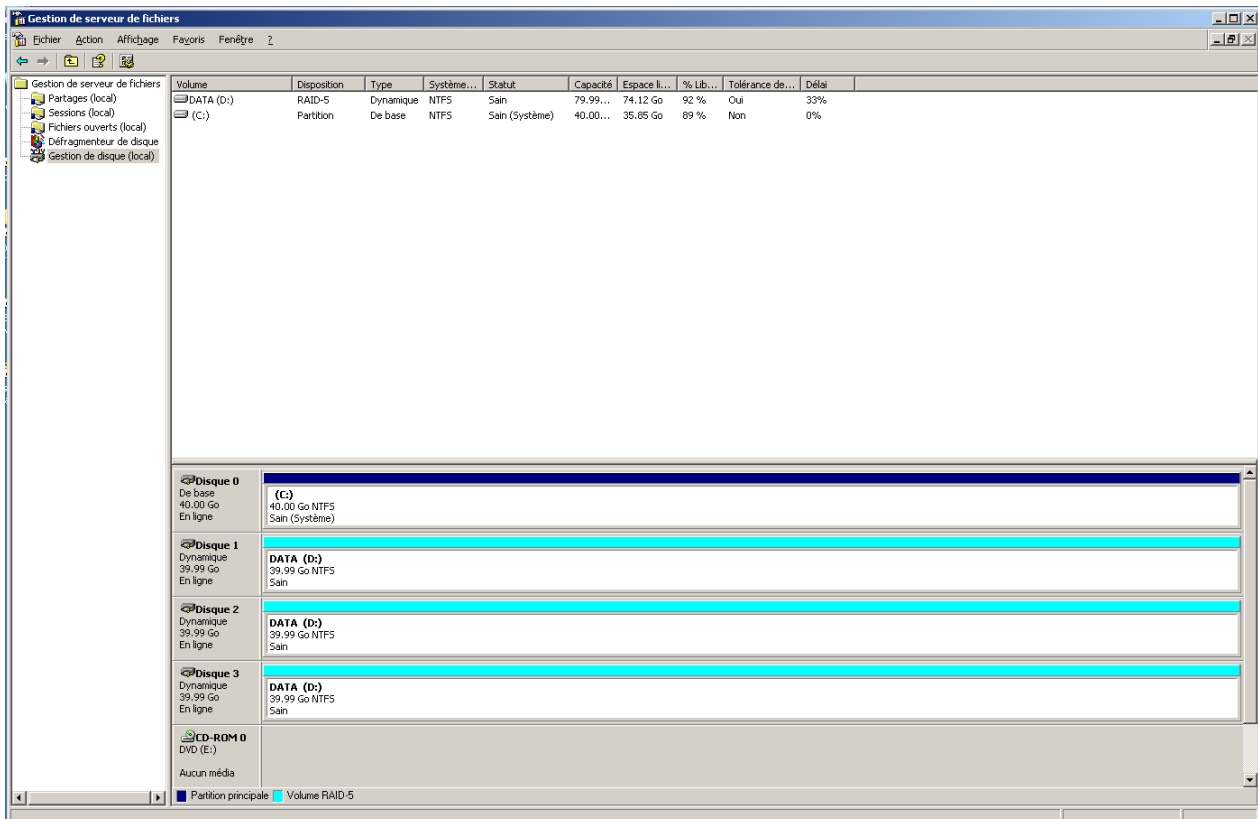 Gestion de serveur de fichiers
Fichier Action Affichage Favoris Fenêtre ?
Gestion de serveur de fichiers
Partages (local)
Sessions (local)
Fichiers ouverts (local)
Défragmenteur de disque
Gestion de disque (local)
Volume Disposition Type Système... Statut Capacité Espace li... % Lib... Tolérance de... Délai
DATA (D:) RAID-5 Dynamique NTFS Sain 79.99... 74.12 Go 92 % Oui 33%
(C:) Partition De base NTFS Sain (Système) 40.00... 35.85 Go 89 % Non 0%
Disque 0
De base
40.00 Go
En ligne
(C:)
40.00 Go NTFS
Sain (Système)
Disque 1
Dynamique
39.99 Go
En ligne
DATA (D:)
39.99 Go NTFS
Sain
Disque 2
Dynamique
39.99 Go
En ligne
DATA (D:)
39.99 Go NTFS
Sain
Disque 3
Dynamique
39.99 Go
En ligne
DATA (D:)
39.99 Go NTFS
Sain
CD-ROM 0
DVD (E:)
Aucun média
Partition principale Volume RAID-5